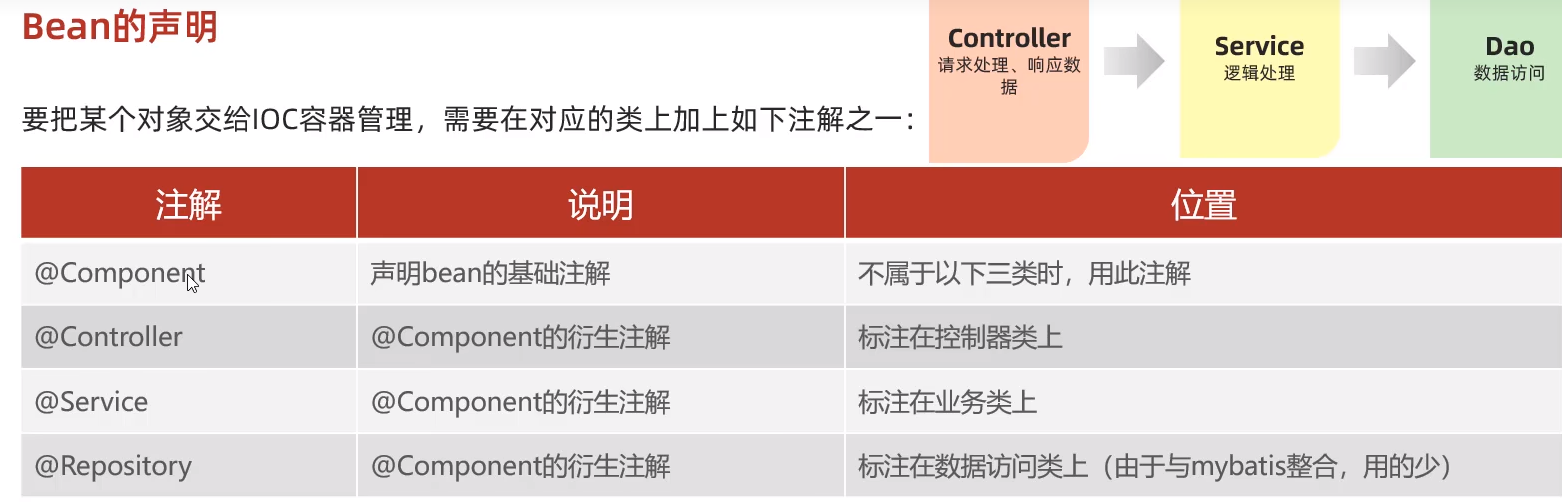 Bean的声明
Controller
请求处理、响应数
据
Service
逻辑处理
Dao
数据访问
要把某个对象交给IOC容器管理，需要在对应的类上加上如下注解之一：
注解 说明 位置
@Component 声明bean的基础注解 不属于以下三类时，用此注解
@Controller @Component的衍生注解 标注在控制器类上
@Service @Component的衍生注解 标注在业务类上
@Repository @Component的衍生注解 标注在数据访问类上（由于与mybatis整合，用的少）